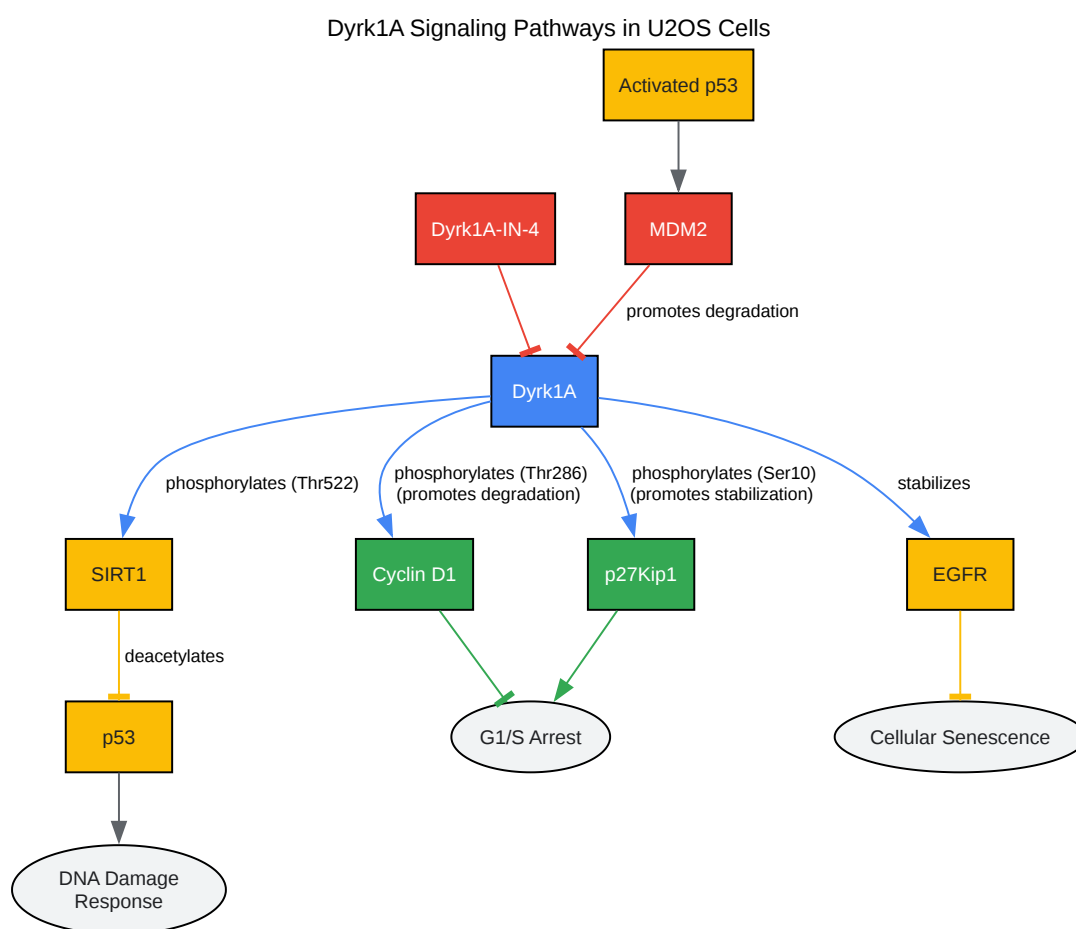 Dyrk1A Signaling Pathways in U2OS Cells
Activated p53
Dyrk1A-IN-4
MDM2
promotes degradation
Dyrk1A
phosphorylates (Thr522)
phosphorylates (Thr286)
(promotes degradation)
phosphorylates (Ser10)
(promotes stabilization)
stabilizes
SIRT1
Cyclin D1
p27Kip1
EGFR
deacetylates
p53
G1/S Arrest
Cellular Senescence
DNA Damage
Response